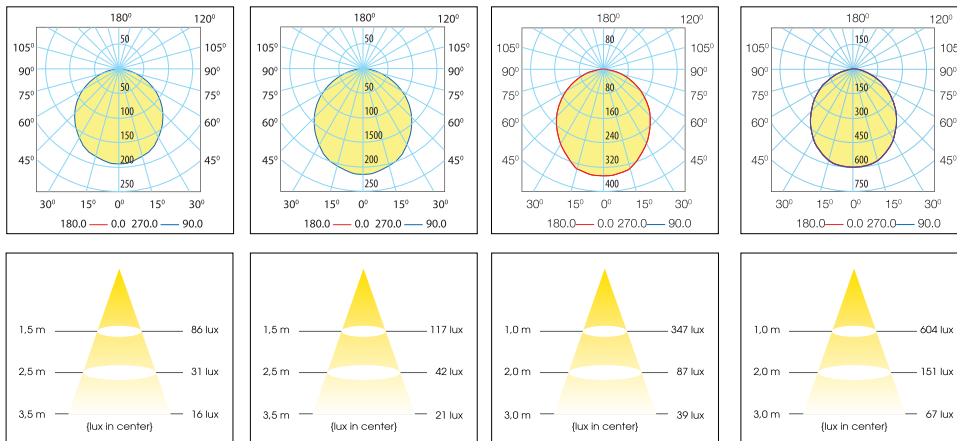 180⁰ 120⁰
50
105⁰ 105⁰
90⁰ 90⁰
50
75⁰ 75⁰
100
60⁰ 60⁰
150
45⁰ 200 45⁰
250
30⁰ 15⁰ 0⁰ 15⁰ 30⁰
180.0 0.0 270.0 90.0
180⁰ 120⁰
50
105⁰ 105⁰
90⁰ 90⁰
50
75⁰ 75⁰
100
60⁰ 60⁰
1500
45⁰ 200 45⁰
250
30⁰ 15⁰ 0⁰ 15⁰ 30⁰
180.0 0.0 270.0 90.0
180⁰ 120⁰
80
105⁰ 105⁰
90⁰ 90⁰
80
75⁰ 75⁰
160
60⁰ 60⁰
240
45⁰ 320 45⁰
400
30⁰ 15⁰ 0⁰ 15⁰ 30⁰
180.0 0.0 270.0 90.0
180⁰ 120⁰
150
105⁰ 105⁰
90⁰ 90⁰
150
75⁰ 75⁰
300
60⁰ 60⁰
450
45⁰ 600 45⁰
750
30⁰ 15⁰ 0⁰ 15⁰ 30⁰
180.0 0.0 270.0 90.0
1,5 m 86 lux
2,5 m 31 lux
3,5 m 16 lux
{lux in center}
1,5 m 117 lux
2,5 m 42 lux
3,5 m 21 lux
{lux in center}
1,0 m 347 lux
2,0 m 87 lux
3,0 m 39 lux
{lux in center}
1,0 m 604 lux
2,0 m 151 lux
3,0 m 67 lux
{lux in center}